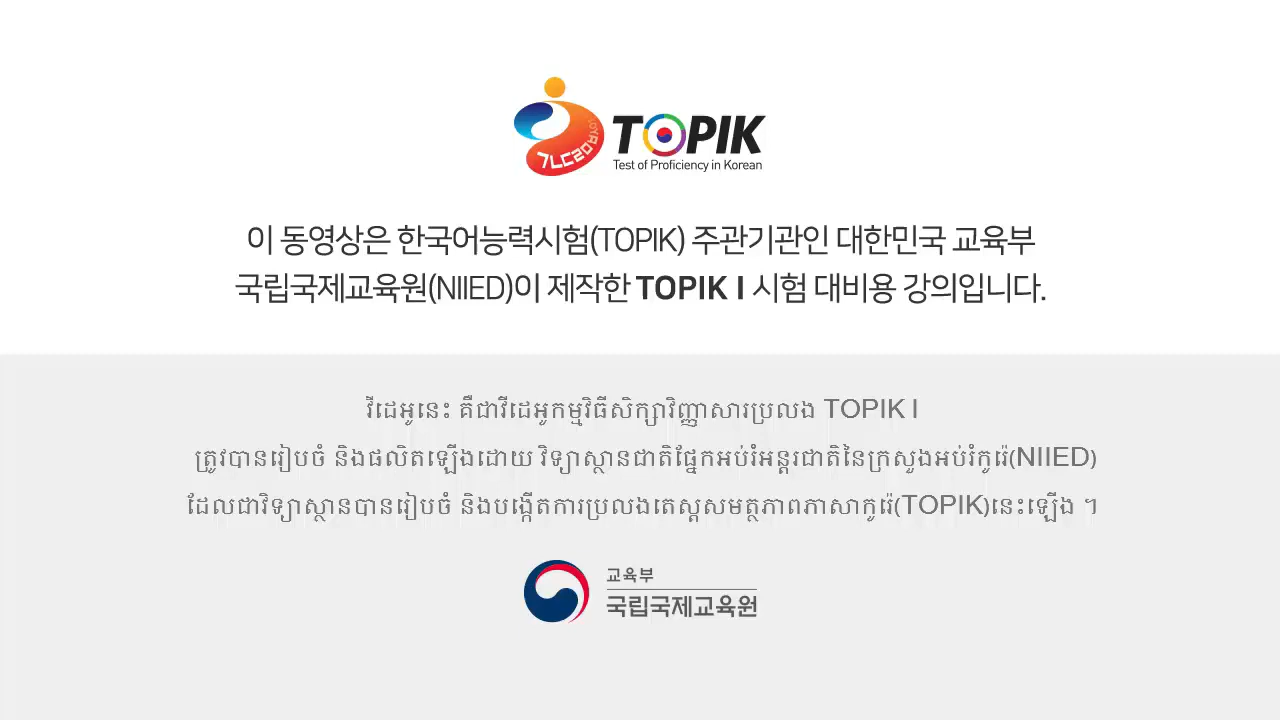 ㄱㄴㄷㄹㅁ
TOPIK
Test of Proficiency in Korean
이 동영상은 한국어능력시험(TOPIK) 주관기관인 대한민국 교육부
국립국제교육원(NIIED)이 제작한 TOPIK I 시험 대비용 강의입니다.
វីដេអូនេះ គឺជាវីដេអូកម្មវិធីសិក្សាវិញ្ញាសារប្រលង TOPIK I
ត្រូវបានរៀបចំ និងផលិតឡើងដោយ វិទ្យាស្ថានជាតិផ្នែកអប់រំអន្តរជាតិនៃក្រសួងអប់រំកូរ៉េ(NIIED)
ដែលជាវិទ្យាស្ថានបានរៀបចំ និងបង្កើតការប្រលងតេស្តសមត្ថភាពភាសាកូរ៉េ(TOPIK)នេះឡើង ។
교육부
국립국제교육원